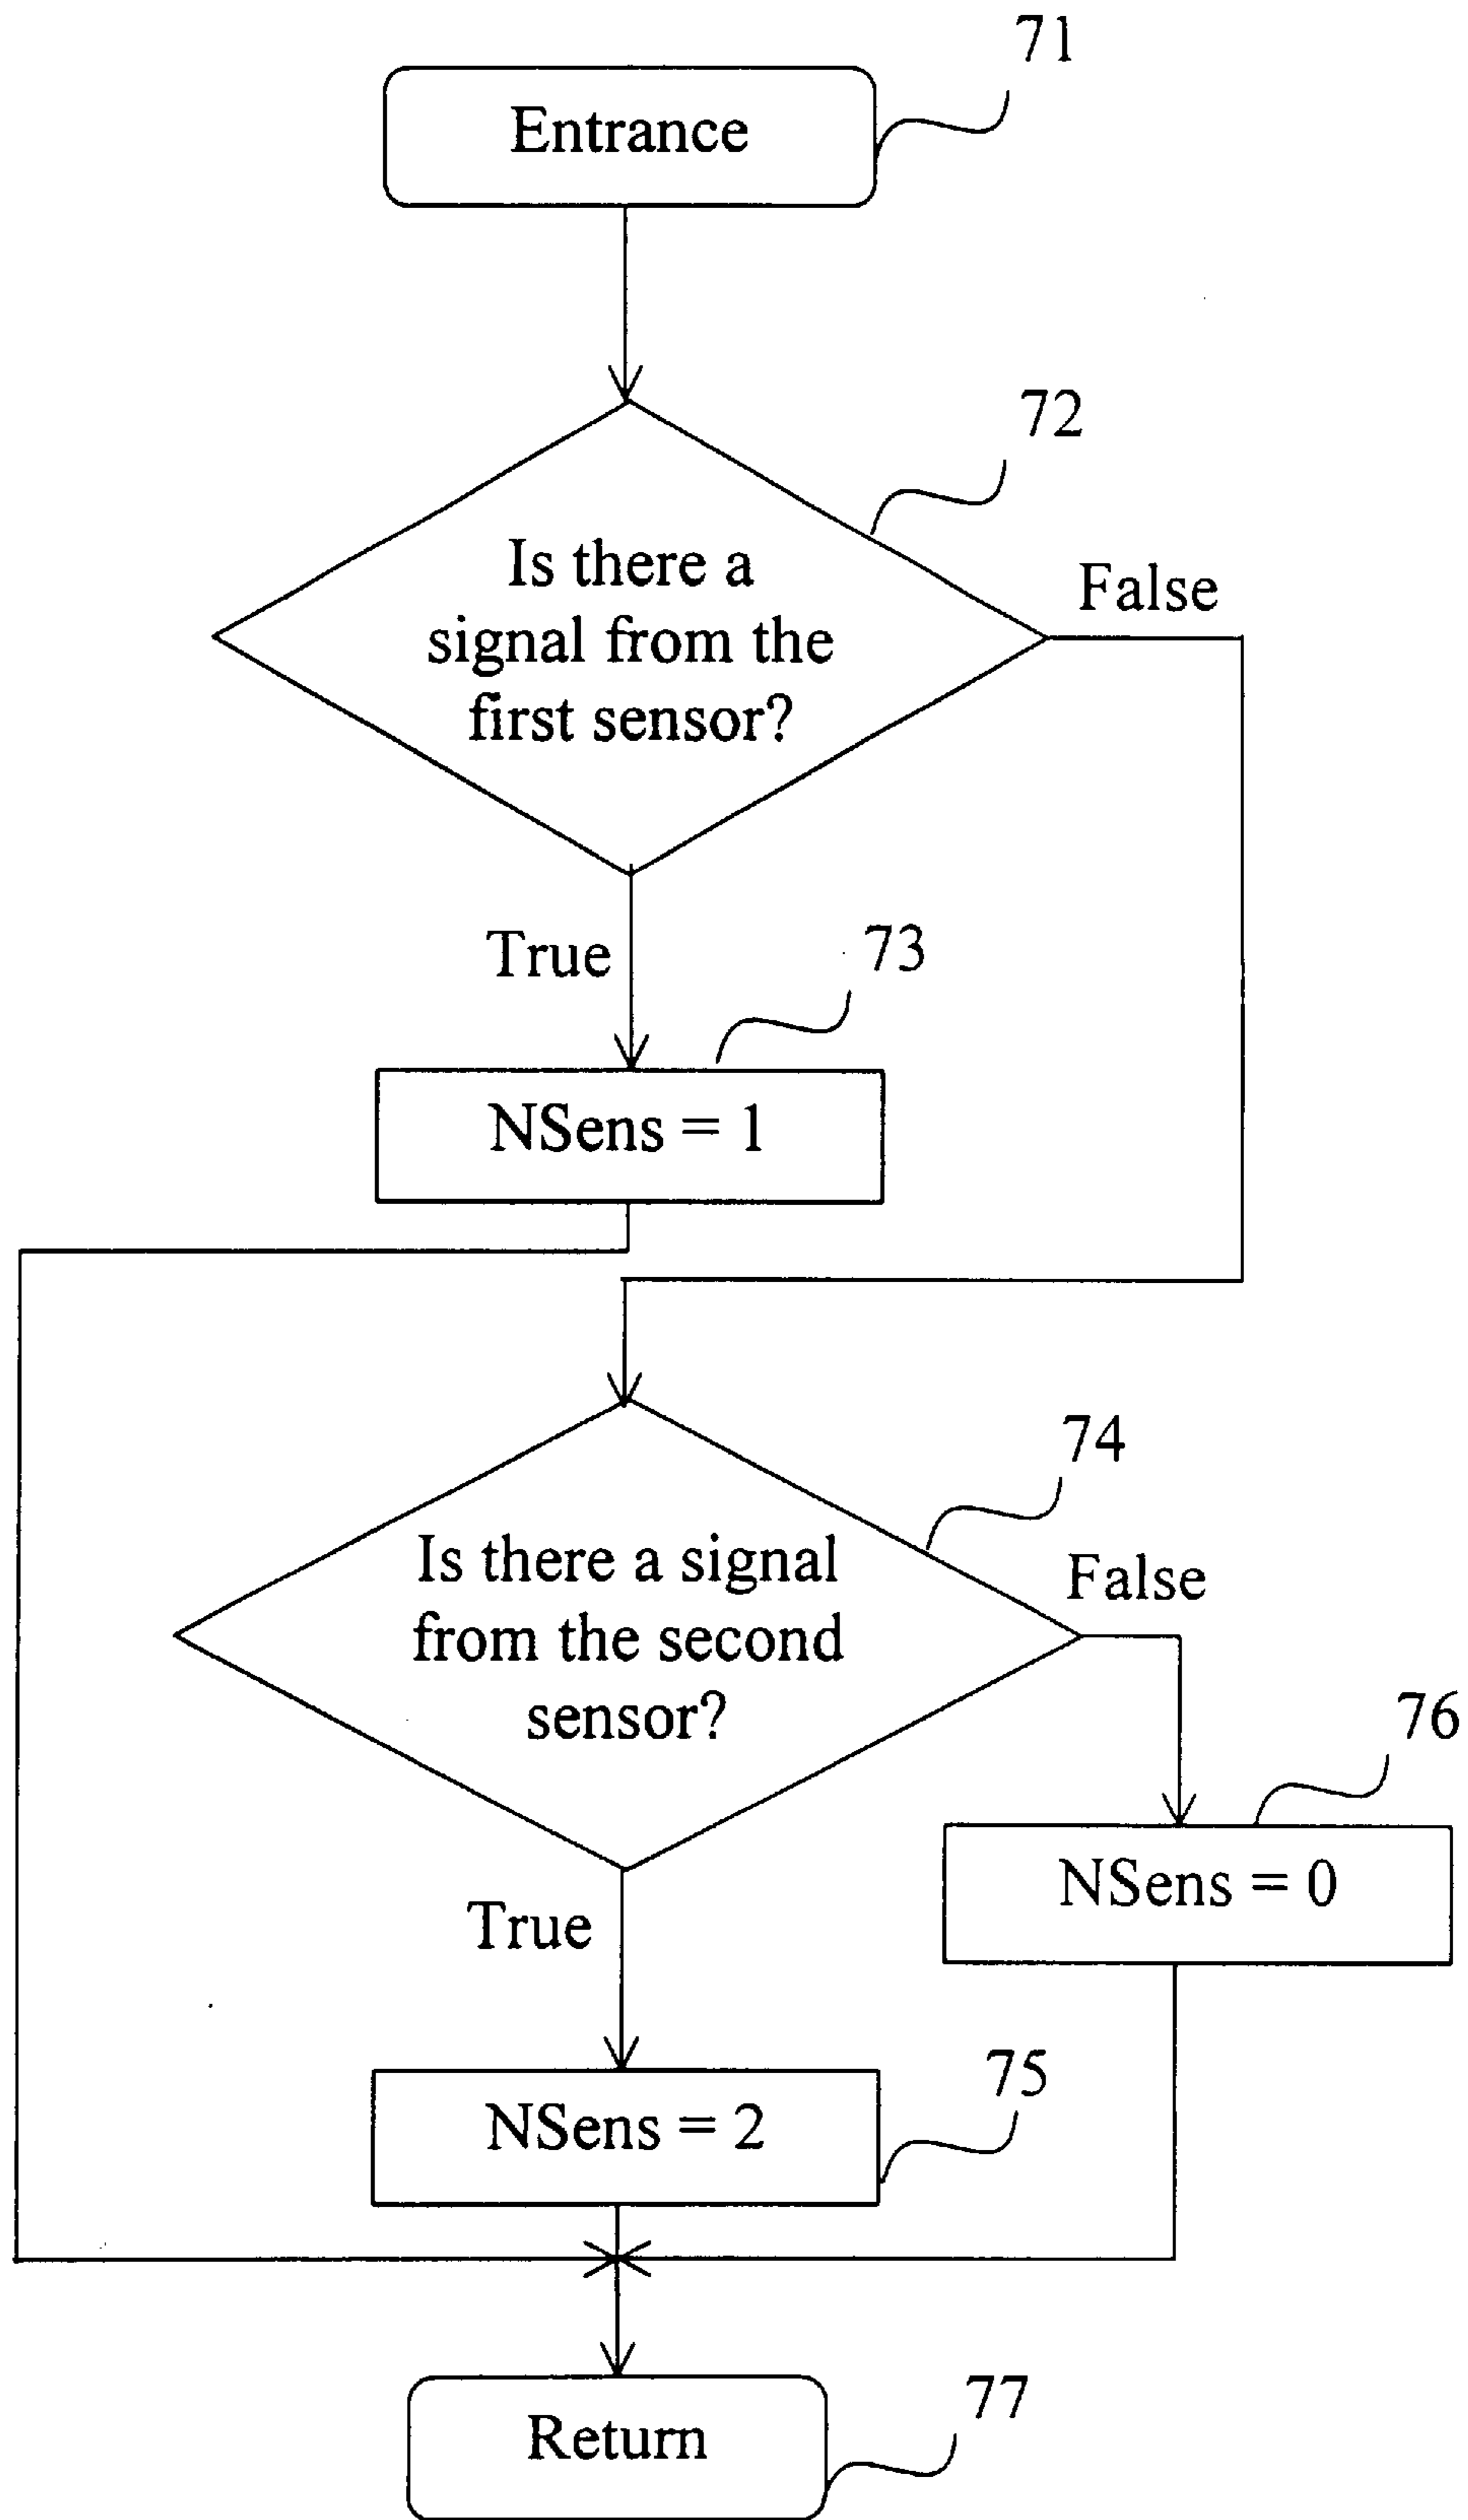 71
Entrance
72
Is there a
signal from the
first sensor?
False
True
73
NSens = 1
74
Is there a signal
from the second
sensor?
False
76
NSens = 0
True
75
NSens = 2
77
Return